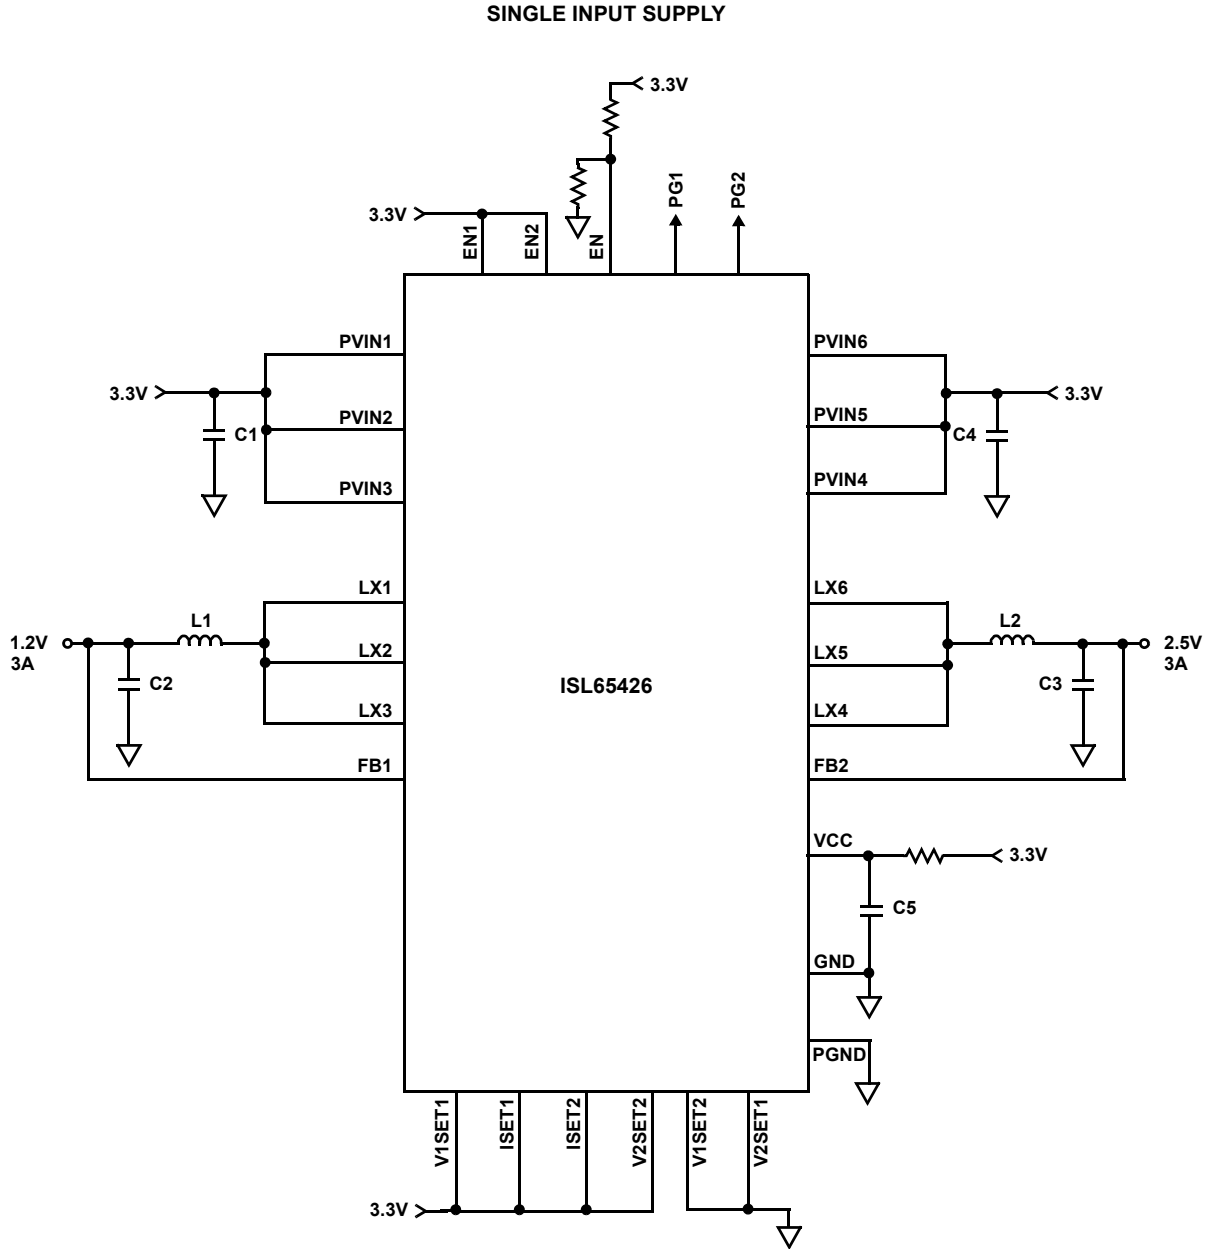 SINGLE INPUT SUPPLY
3.3V
PG1
PG2
3.3V
EN1
EN2
EN
PVIN1
PVIN6
3.3V
3.3V
PVIN2
PVIN5
C1
C4
PVIN3
PVIN4
LX1
LX6
L1
L2
1.2V
3A
2.5V
3A
LX2
LX5
C2
ISL65426
C3
LX3
LX4
FB1
FB2
VCC
3.3V
C5
GND
PGND
V1SET1
ISET1
ISET2
V2SET2
V1SET2
V2SET1
3.3V